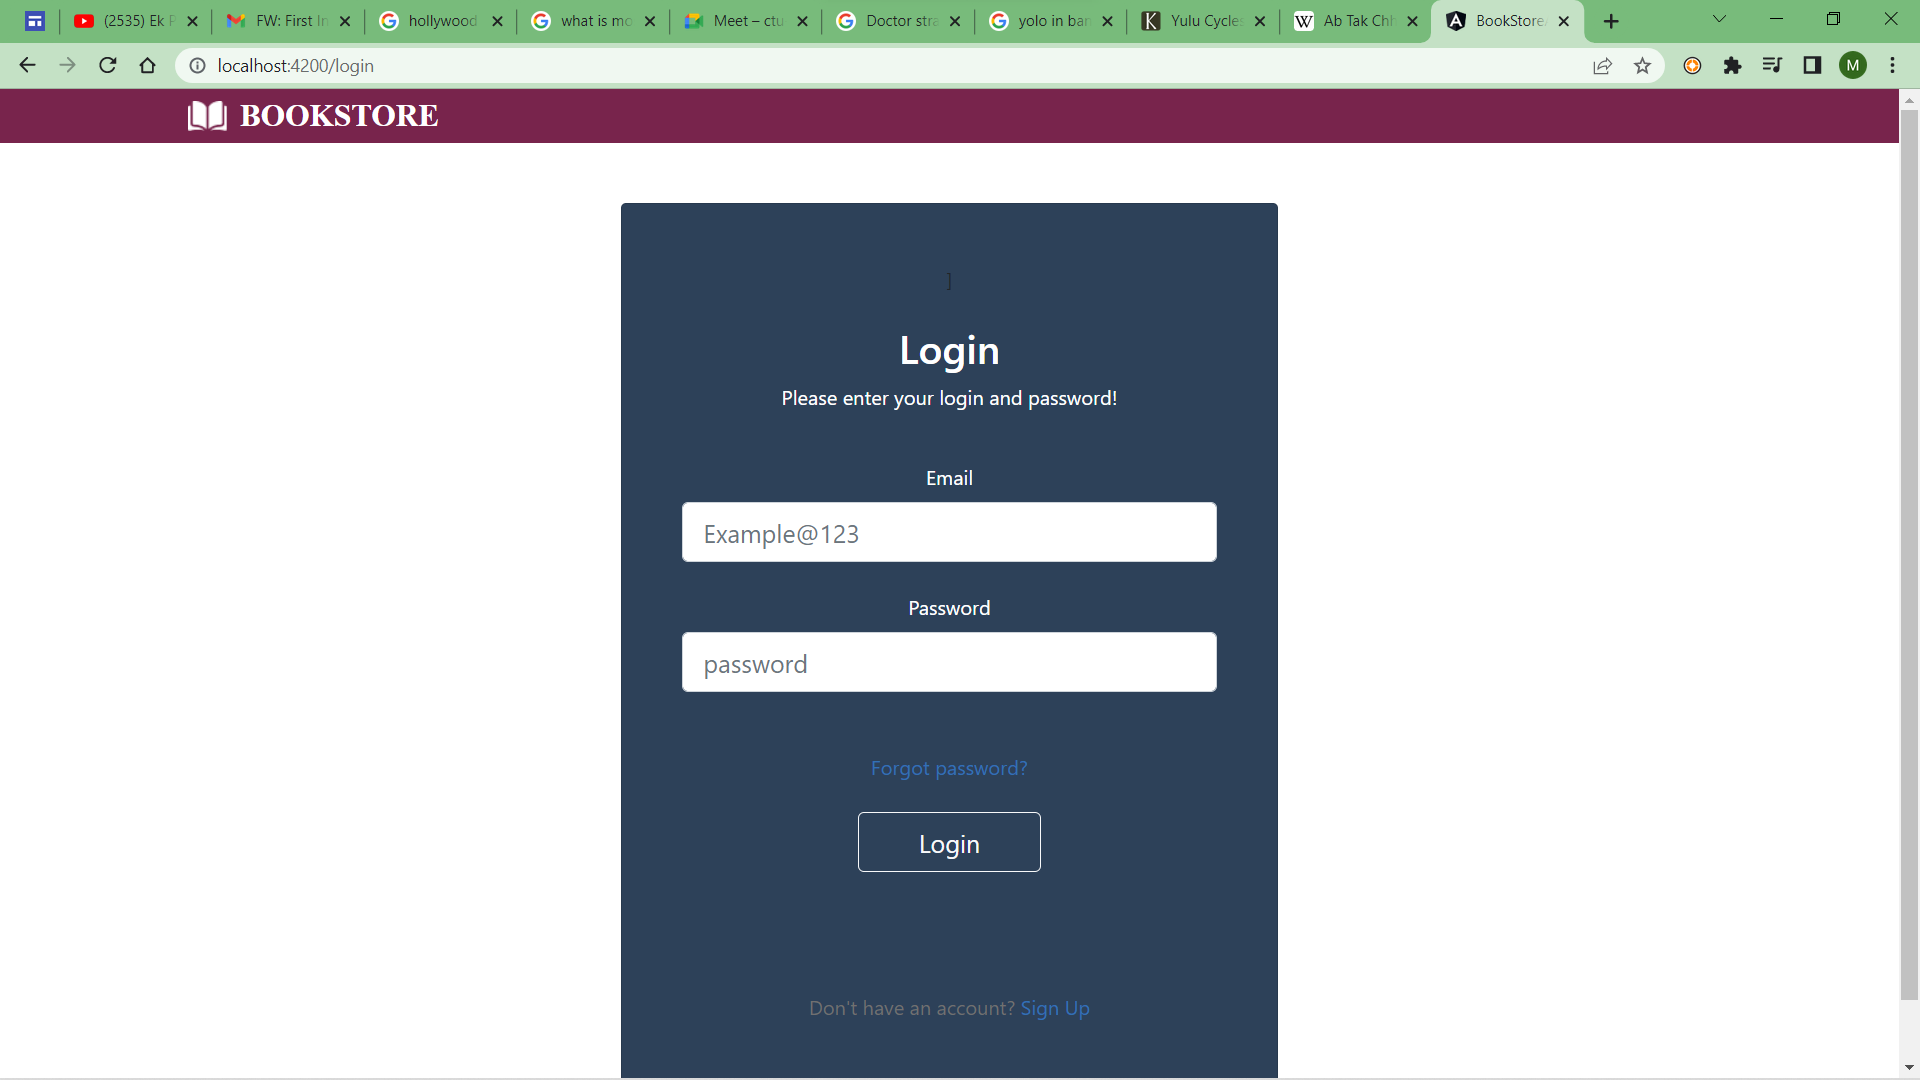 (2535) Ek P
FW: First In
hollywood
what is mo
Meet – ctu
Doctor stra
yolo in ban
Yulu Cycles
Ab Tak Chh
BookStore
localhost:4200/login
M
BOOKSTORE
]
Login
Please enter your login and password!
Email
Example@123
Password
password
Forgot password?
Login
Don't have an account? Sign Up